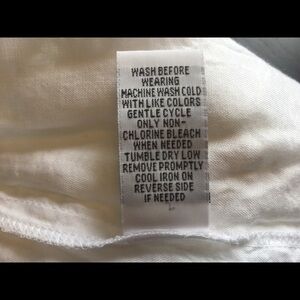 WASH BEFORE
WEARING
MACHINE WASH COLD
WITH LIKE COLORS
GENTLE CYCLE
ONLY NON-
CHLORINE BLEACH
WHEN NEEDED
TUMBLE DRY LOW
REMOVE PROMPTLY
COOL IRON ON
REVERSE SIDE
IF NEEDED